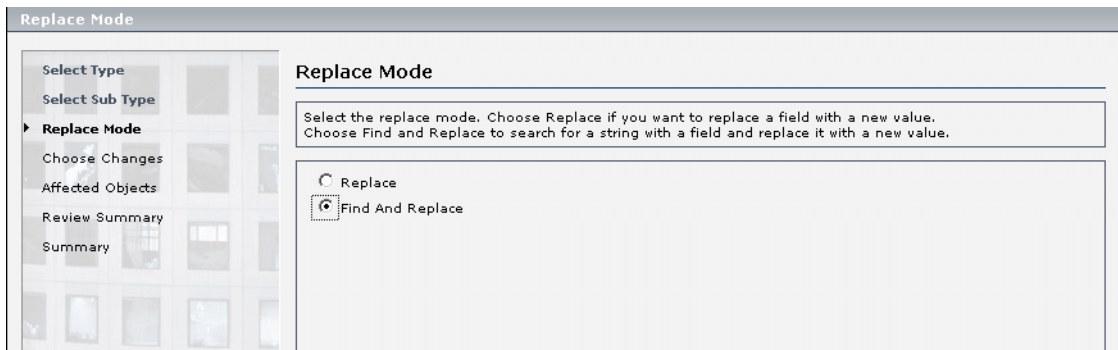 Replace Mode
Select Type
Select Sub Type
Replace Mode
Choose Changes
Affected Objects
Review Summary
Summary
Replace Mode
Select the replace mode. Choose Replace if you want to replace a field with a new value.
Choose Find and Replace to search for a string with a field and replace it with a new value.
Replace
Find And Replace